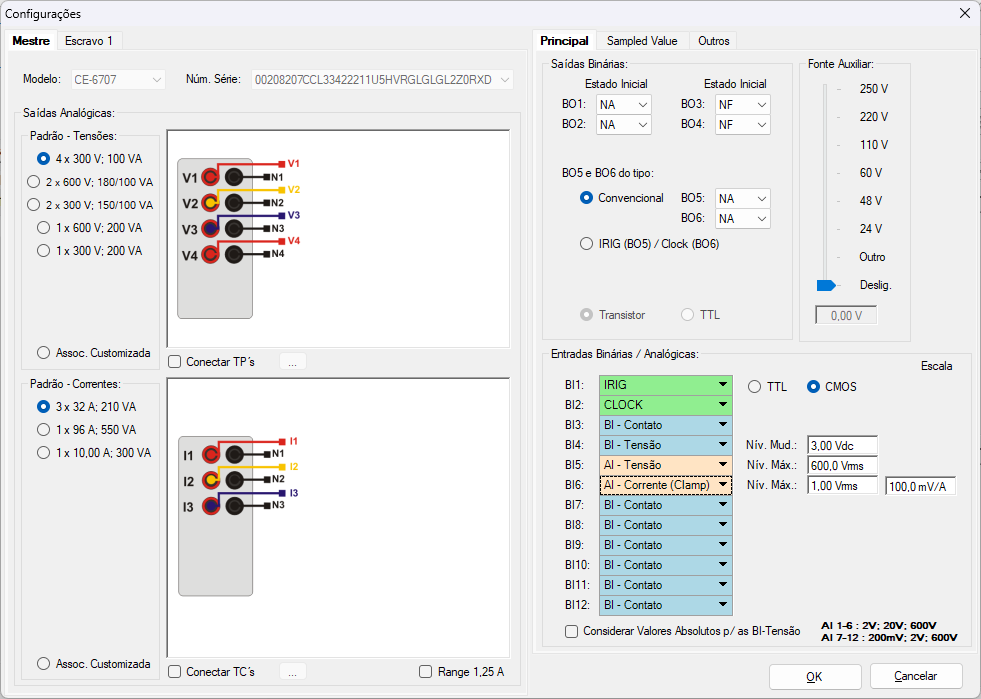 Configurações
Mestre
Escravo 1
Modelo:
CE-6707
Núm. Série:
00208207CCL33422211U5HVRGLGLGL2Z0RXD
Saídas Analógicas:
Padrão - Tensões:
4 x 300 V; 100 VA
2 x 600 V; 180/100 VA
2 x 300 V; 150/100 VA
1 x 600 V; 200 VA
1 x 300 V; 200 VA
Assoc. Customizada
V1 V1
N1
V2 V2
N2
V3 V3
N3
V4 V4
N4
Conectar TP´s
...
Padrão - Correntes:
3 x 32 A; 210 VA
1 x 96 A; 550 VA
1 x 10,00 A; 300 VA
Assoc. Customizada
I1 I1
N1
I2 I2
N2
I3 I3
N3
Conectar TC´s
...
Range 1,25 A
Principal
Sampled Value
Outros
Saídas Binárias:
Estado Inicial
Estado Inicial
BO1: NA
BO3: NF
BO2: NA
BO4: NF
BO5 e BO6 do tipo:
Convencional
BO5: NA
BO6: NA
IRIG (BO5) / Clock (BO6)
Transistor
TTL
Fonte Auxiliar:
250 V
220 V
110 V
60 V
48 V
24 V
Outro
Deslig.
0,00 V
Entradas Binárias / Analógicas:
Escala
BI1: IRIG
TTL
CMOS
BI2: CLOCK
BI3: BI - Contato
BI4: BI - Tensão
Nív. Mud.: 3,00 Vdc
BI5: AI - Tensão
Nív. Máx.: 600,0 Vrms
BI6: AI - Corrente (Clamp)
Nív. Máx.: 1,00 Vrms
100,0 mV/A
BI7: BI - Contato
BI8: BI - Contato
BI9: BI - Contato
BI10: BI - Contato
BI11: BI - Contato
BI12: BI - Contato
Considerar Valores Absolutos p/ as BI-Tensão
AI 1-6 : 2V; 20V; 600V
AI 7-12 : 200mV; 2V; 600V
OK
Cancelar